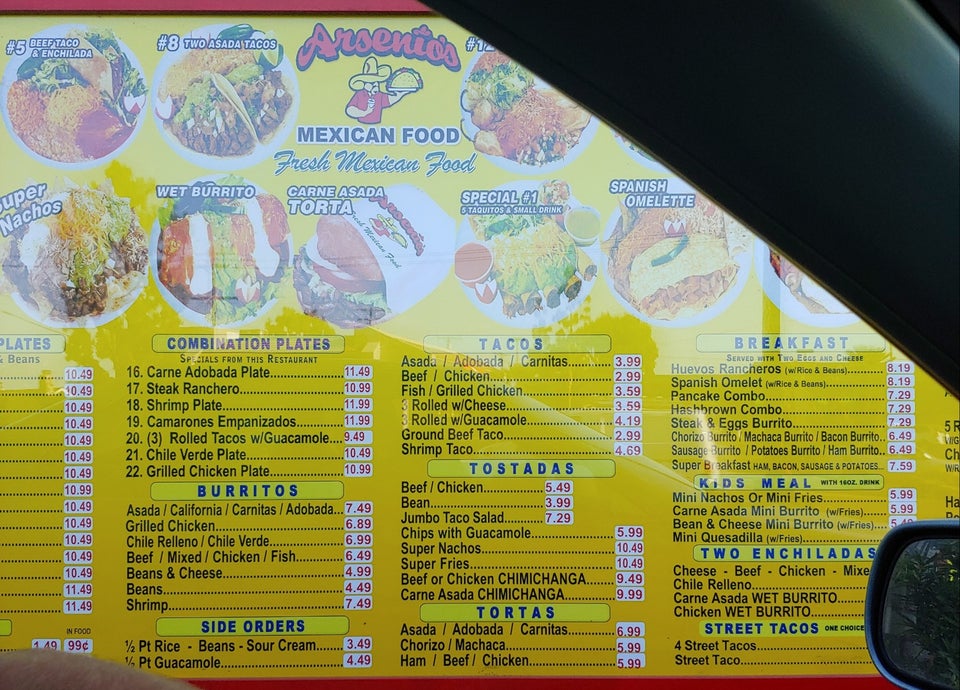 #5 BEEF TACO & ENCHILADA
#8 TWO ASADA TACOS
Arsenio's
MEXICAN FOOD
Fresh Mexican Food
Super Nachos
WET BURRITO
CARNE ASADA TORTA
Arsenio's
Fresh Mexican Food
SPECIAL #1
5 TAQUITOS & SMALL DRINK
SPANISH OMELETTE
PLATES
& Beans
10.49
10.49
10.49
10.49
10.49
10.49
10.49
10.99
10.49
10.49
10.49
10.49
10.49
11.49
11.49
IN FOOD
1.49 99¢
COMBINATION PLATES
SPECIALS FROM THIS RESTAURANT
16. Carne Adobada Plate 11.49
17. Steak Ranchero 10.99
18. Shrimp Plate 11.99
19. Camarones Empanizados 11.99
20. (3) Rolled Tacos w/Guacamole 9.49
21. Chile Verde Plate 10.49
22. Grilled Chicken Plate 10.99
BURRITOS
Asada / California / Carnitas / Adobada 7.49
Grilled Chicken 6.89
Chile Relleno / Chile Verde 6.99
Beef / Mixed / Chicken / Fish 6.49
Beans & Cheese 4.99
Beans 4.49
Shrimp 7.49
SIDE ORDERS
½ Pt Rice - Beans - Sour Cream 3.49
½ Pt Guacamole 4.49
TACOS
Asada / Adobada / Carnitas 3.99
Beef / Chicken 2.99
Fish / Grilled Chicken 3.59
3 Rolled w/Cheese 3.59
3 Rolled w/Guacamole 4.19
Ground Beef Taco 2.99
Shrimp Taco 4.69
TOSTADAS
Beef / Chicken 5.49
Bean 3.99
Jumbo Taco Salad 7.29
Chips with Guacamole 5.99
Super Nachos 10.49
Super Fries 10.49
Beef or Chicken CHIMICHANGA 9.49
Carne Asada CHIMICHANGA 9.99
TORTAS
Asada / Adobada / Carnitas 6.99
Chorizo / Machaca 5.99
Ham / Beef / Chicken 5.99
BREAKFAST
SERVED WITH TWO EGGS AND CHEESE
Huevos Rancheros (w/Rice & Beans) 8.19
Spanish Omelet (w/Rice & Beans) 8.19
Pancake Combo 7.29
Hashbrown Combo 7.29
Steak & Eggs Burrito 7.29
Chorizo Burrito / Machaca Burrito / Bacon Burrito 6.49
Sausage Burrito / Potatoes Burrito / Ham Burrito 6.49
Super Breakfast HAM, BACON, SAUSAGE & POTATOES 7.59
KIDS MEAL WITH 16OZ. DRINK
Mini Nachos Or Mini Fries 5.99
Carne Asada Mini Burrito (w/Fries) 5.99
Bean & Cheese Mini Burrito (w/Fries)
Mini Quesadilla (w/Fries)
TWO ENCHILADAS
Cheese - Beef - Chicken - Mixe
Chile Relleno
Carne Asada WET BURRITO
Chicken WET BURRITO
STREET TACOS ONE CHOICE
4 Street Tacos
Street Taco